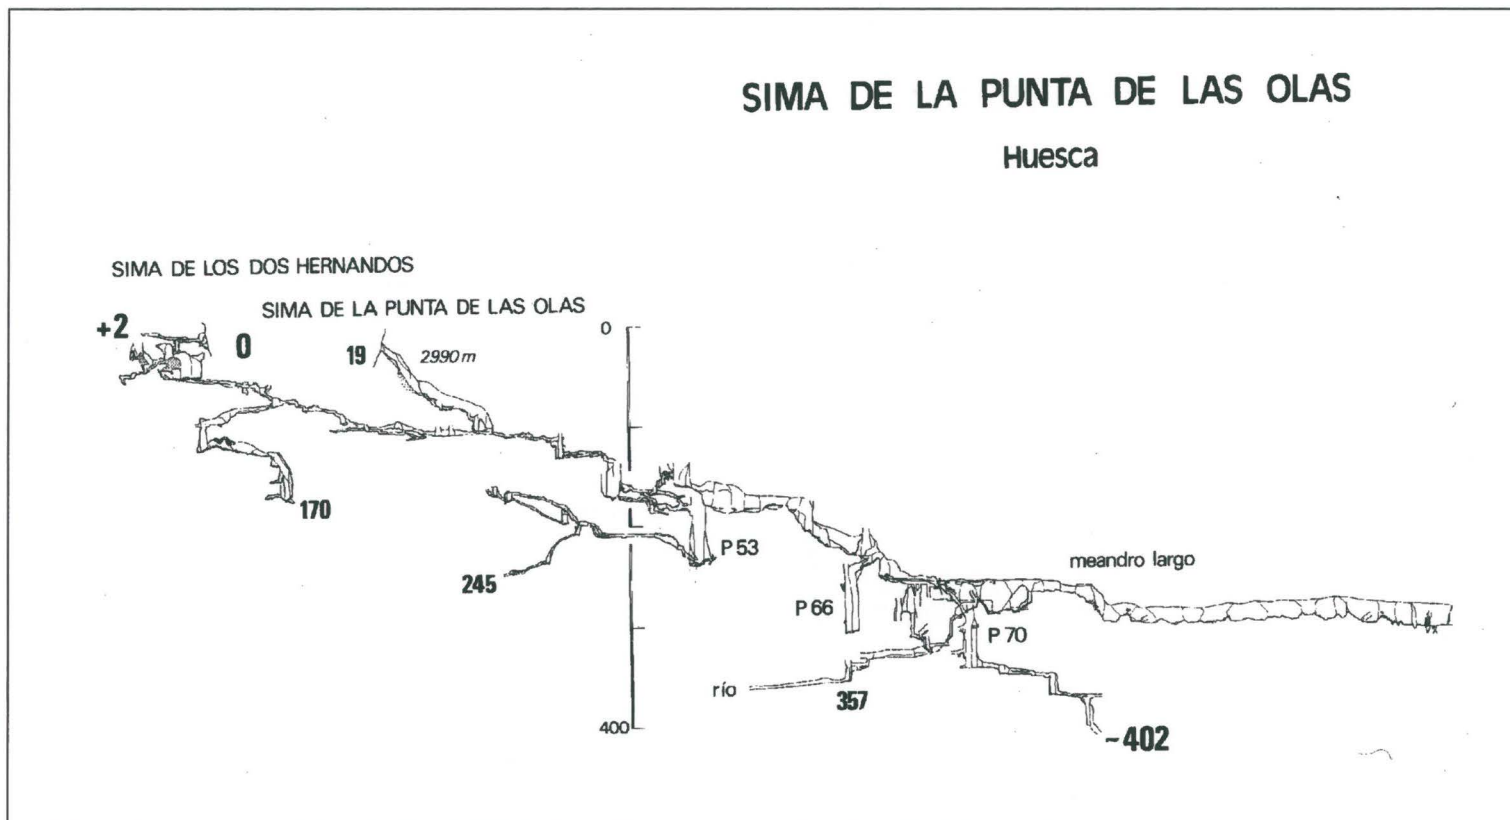 SIMA DE LA PUNTA DE LAS OLAS
Huesca
SIMA DE LOS DOS HERNANDOS
SIMA DE LA PUNTA DE LAS OLAS
+2
0
19
2990 m
0
170
245
P 53
P 66
P 70
meandro largo
río
357
400
-402